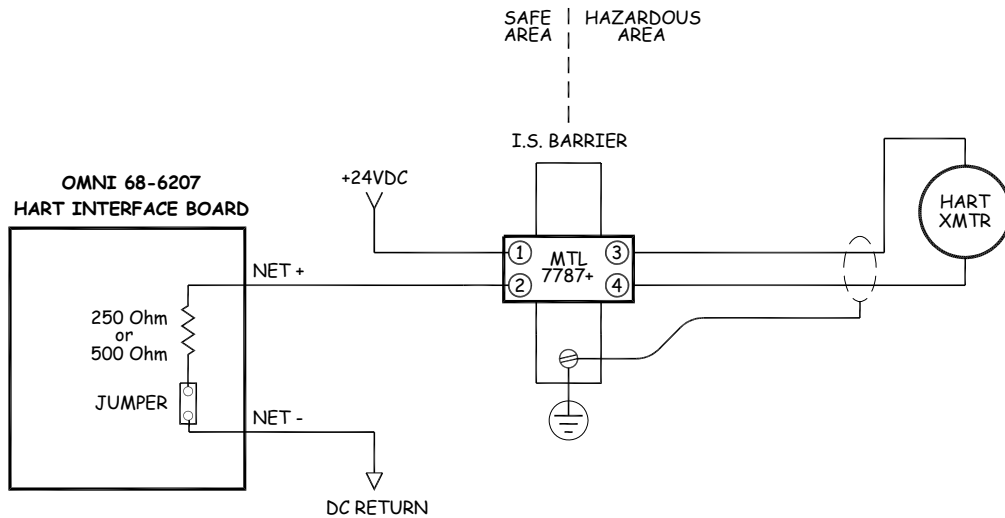 SAFE
AREA
HAZARDOUS
AREA
I.S. BARRIER
+24VDC
OMNI 68-6207
HART INTERFACE BOARD
HART
XMTR
1
MTL
7787+
3
2
4
NET +
250 Ohm
or
500 Ohm
JUMPER
NET -
DC RETURN